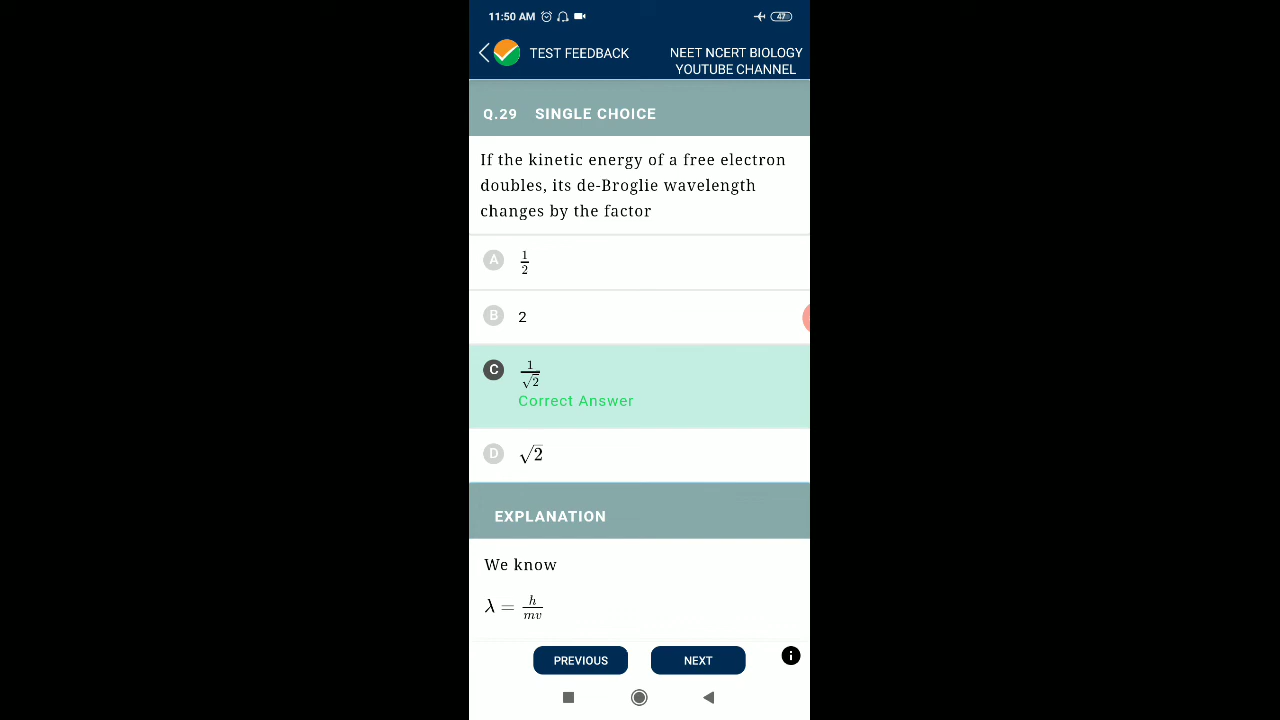 11:50 AM
47
TEST FEEDBACK
NEET NCERT BIOLOGY
YOUTUBE CHANNEL
Q.29 SINGLE CHOICE
If the kinetic energy of a free electron
doubles, its de-Broglie wavelength
changes by the factor
A 1/2
B 2
C 1/√2
Correct Answer
D √2
EXPLANATION
We know
λ = h/mv
PREVIOUS
NEXT